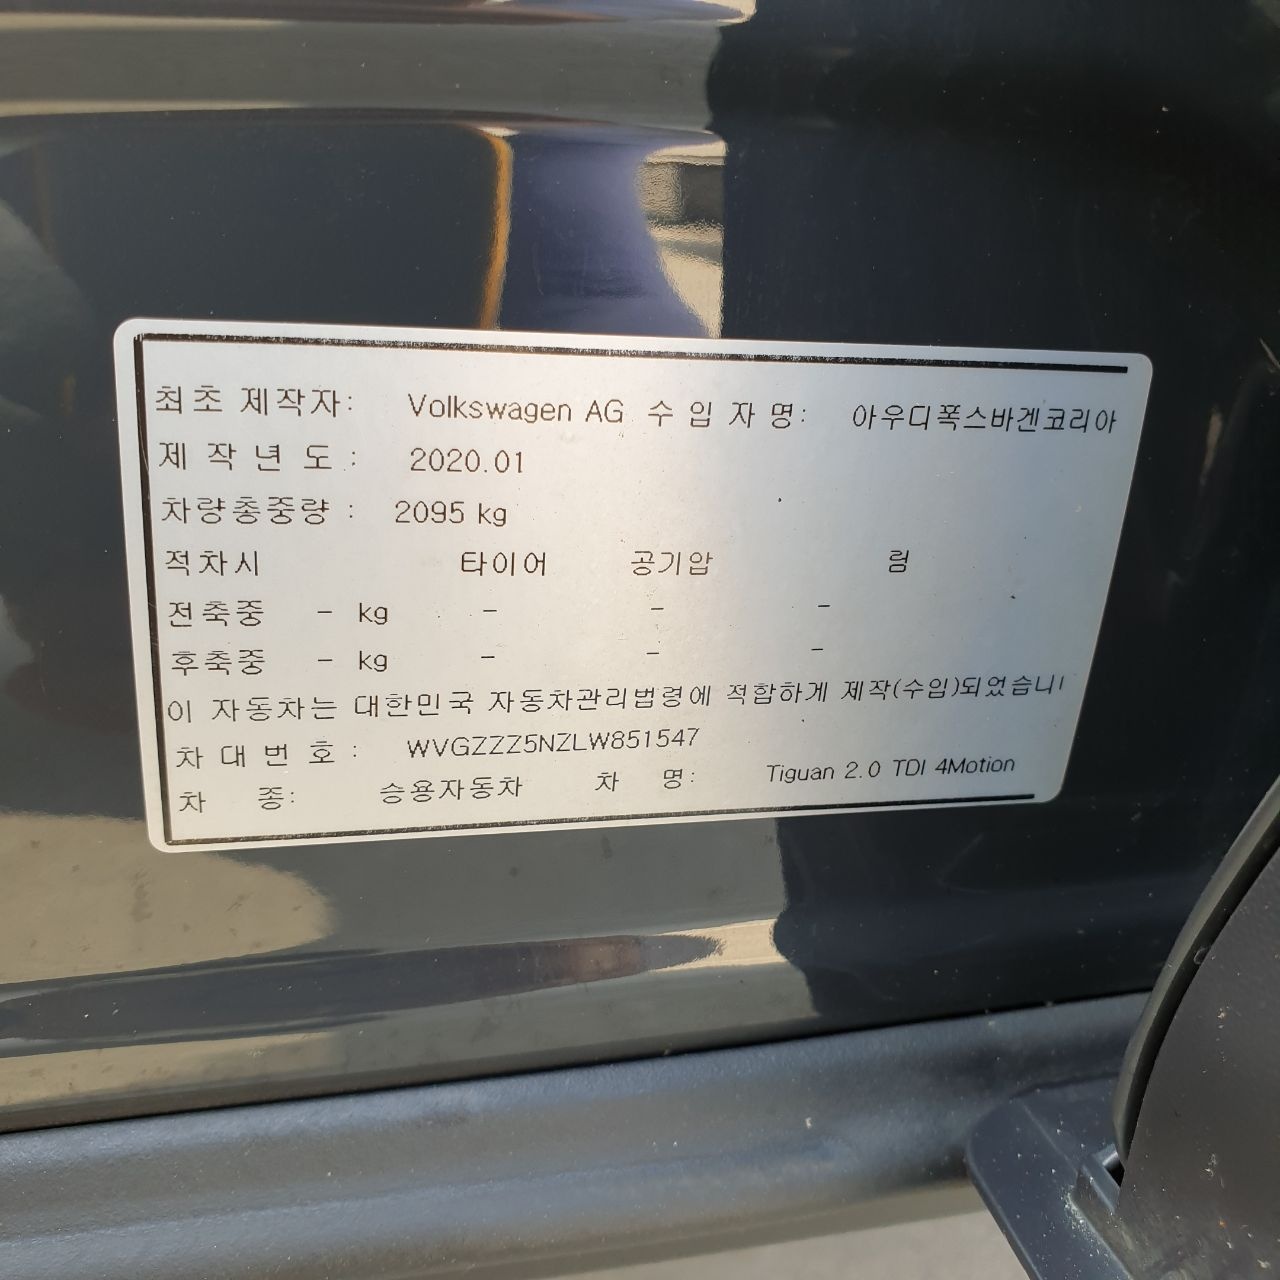 최초 제작자: Volkswagen AG 수 입 자 명: 아우디폭스바겐코리아
제 작 년 도 : 2020.01
차량총중량 : 2095 kg
적차시 타이어 공기압 림
전축중 - kg - - -
후축중 - kg - - -
이 자동차는 대한민국 자동차관리법령에 적합하게 제작(수입)되었습니
차 대 번 호 : WVGZZZ5NZLW851547
차 종: 승용자동차 차 명: Tiguan 2.0 TDI 4Motion